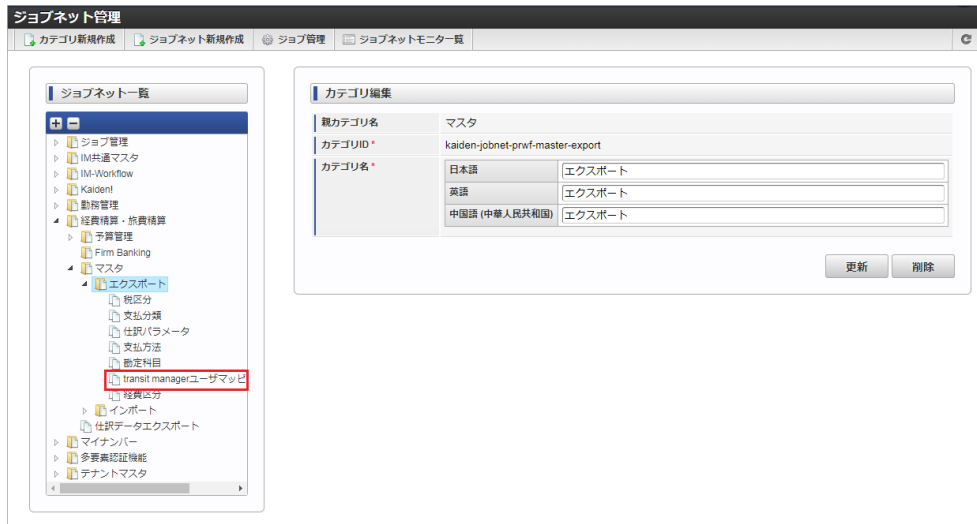 ジョブネット管理
カテゴリ新規作成 ジョブネット新規作成 ジョブ管理 ジョブネットモニター覧
ジョブネット一覧
ジョブ管理
IM共通マスタ
IM-Workflow
Kaiden!
勤務管理
経費精算・旅費精算
予算管理
Firm Banking
マスタ
エクスポート
税区分
支払分類
仕訳パラメータ
支払方法
勘定科目
transit managerユーザマッピ
経費区分
インポート
仕訳データエクスポート
マイナンバー
多要素認証機能
テナントマスタ
カテゴリ編集
親カテゴリ名 マスタ
カテゴリID * kaiden-jobnet-prwf-master-export
カテゴリ名 *
日本語 エクスポート
英語 エクスポート
中国語 (中華人民共和国) エクスポート
更新 削除